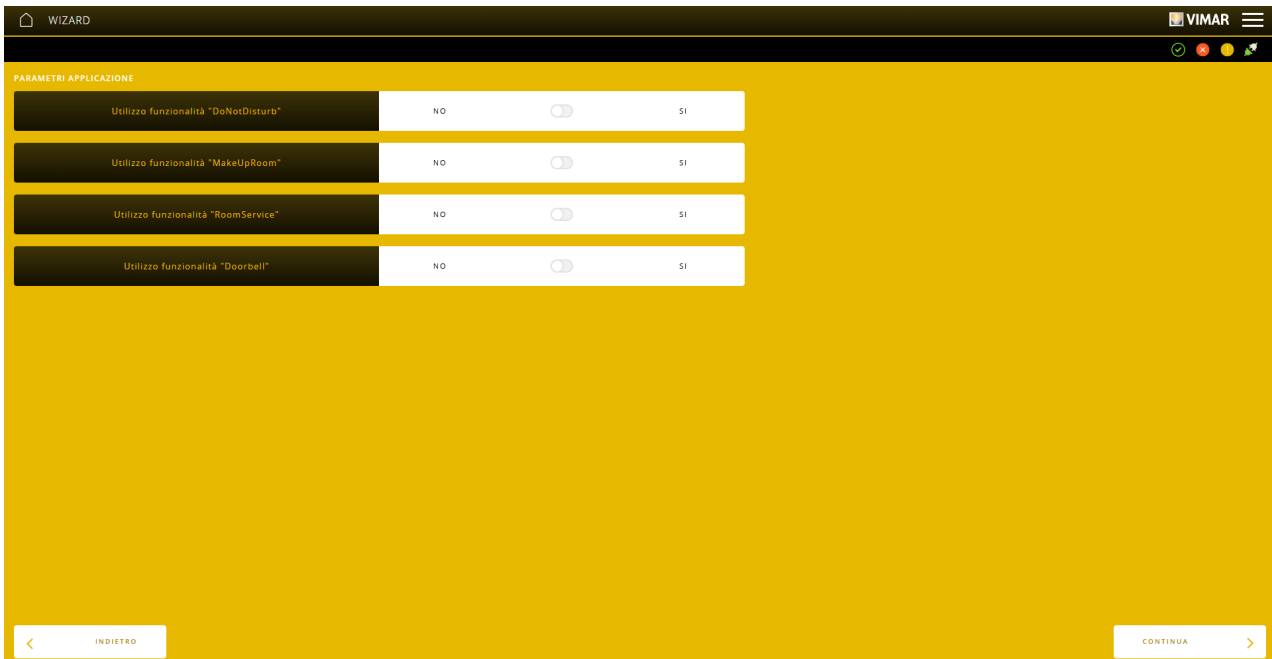 WIZARD
VIMAR
PARAMETRI APPLICAZIONE
Utilizzo funzionalità "DoNotDisturb" NO SI
Utilizzo funzionalità "MakeUpRoom" NO SI
Utilizzo funzionalità "RoomService" NO SI
Utilizzo funzionalità "Doorbell" NO SI
INDIETRO
CONTINUA